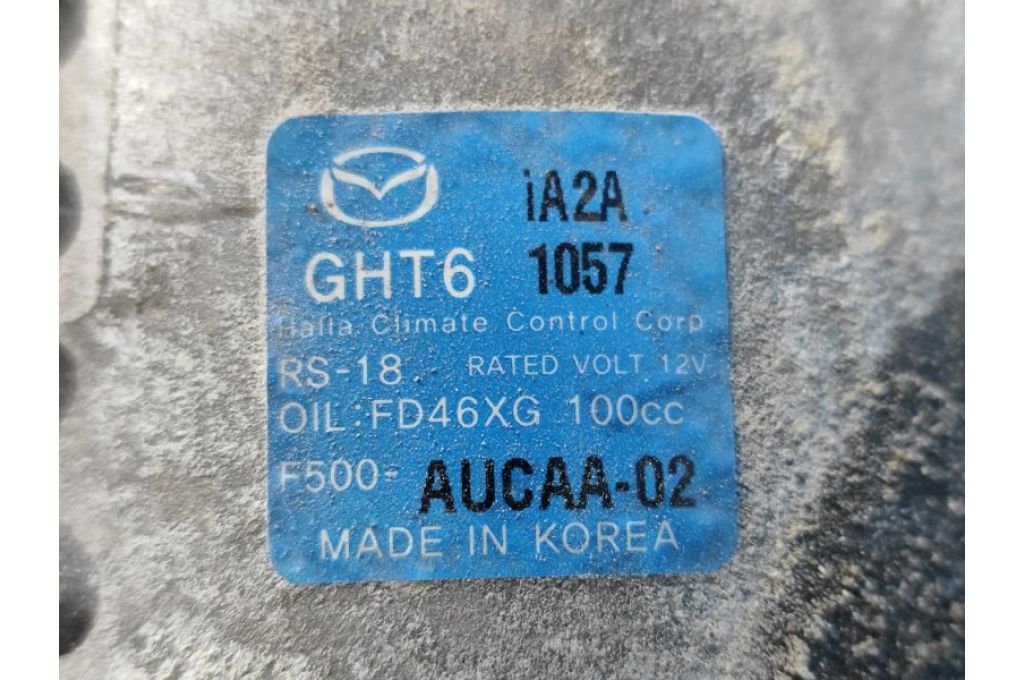 iA2A
GHT6 1057
Halla Climate Control Corp
RS-18 RATED VOLT 12V
OIL:FD46XG 100cc
F500- AUCAA-02
MADE IN KOREA